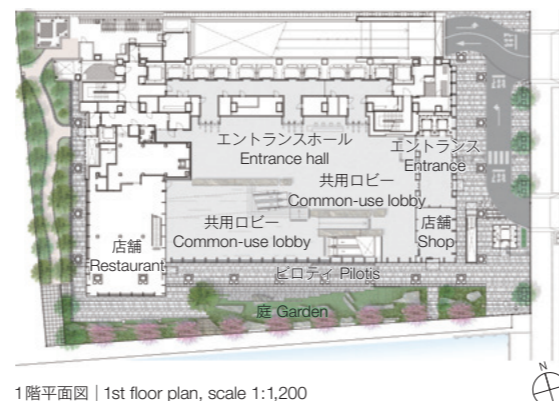 エントランスホール
Entrance hall
エントランス
Entrance
共用ロビー
Common-use lobby
共用ロビー
Common-use lobby
店舗
Shop
店舗
Restaurant
ピロティ Pilotis
庭 Garden
1階平面図 | 1st floor plan, scale 1:1,200
N